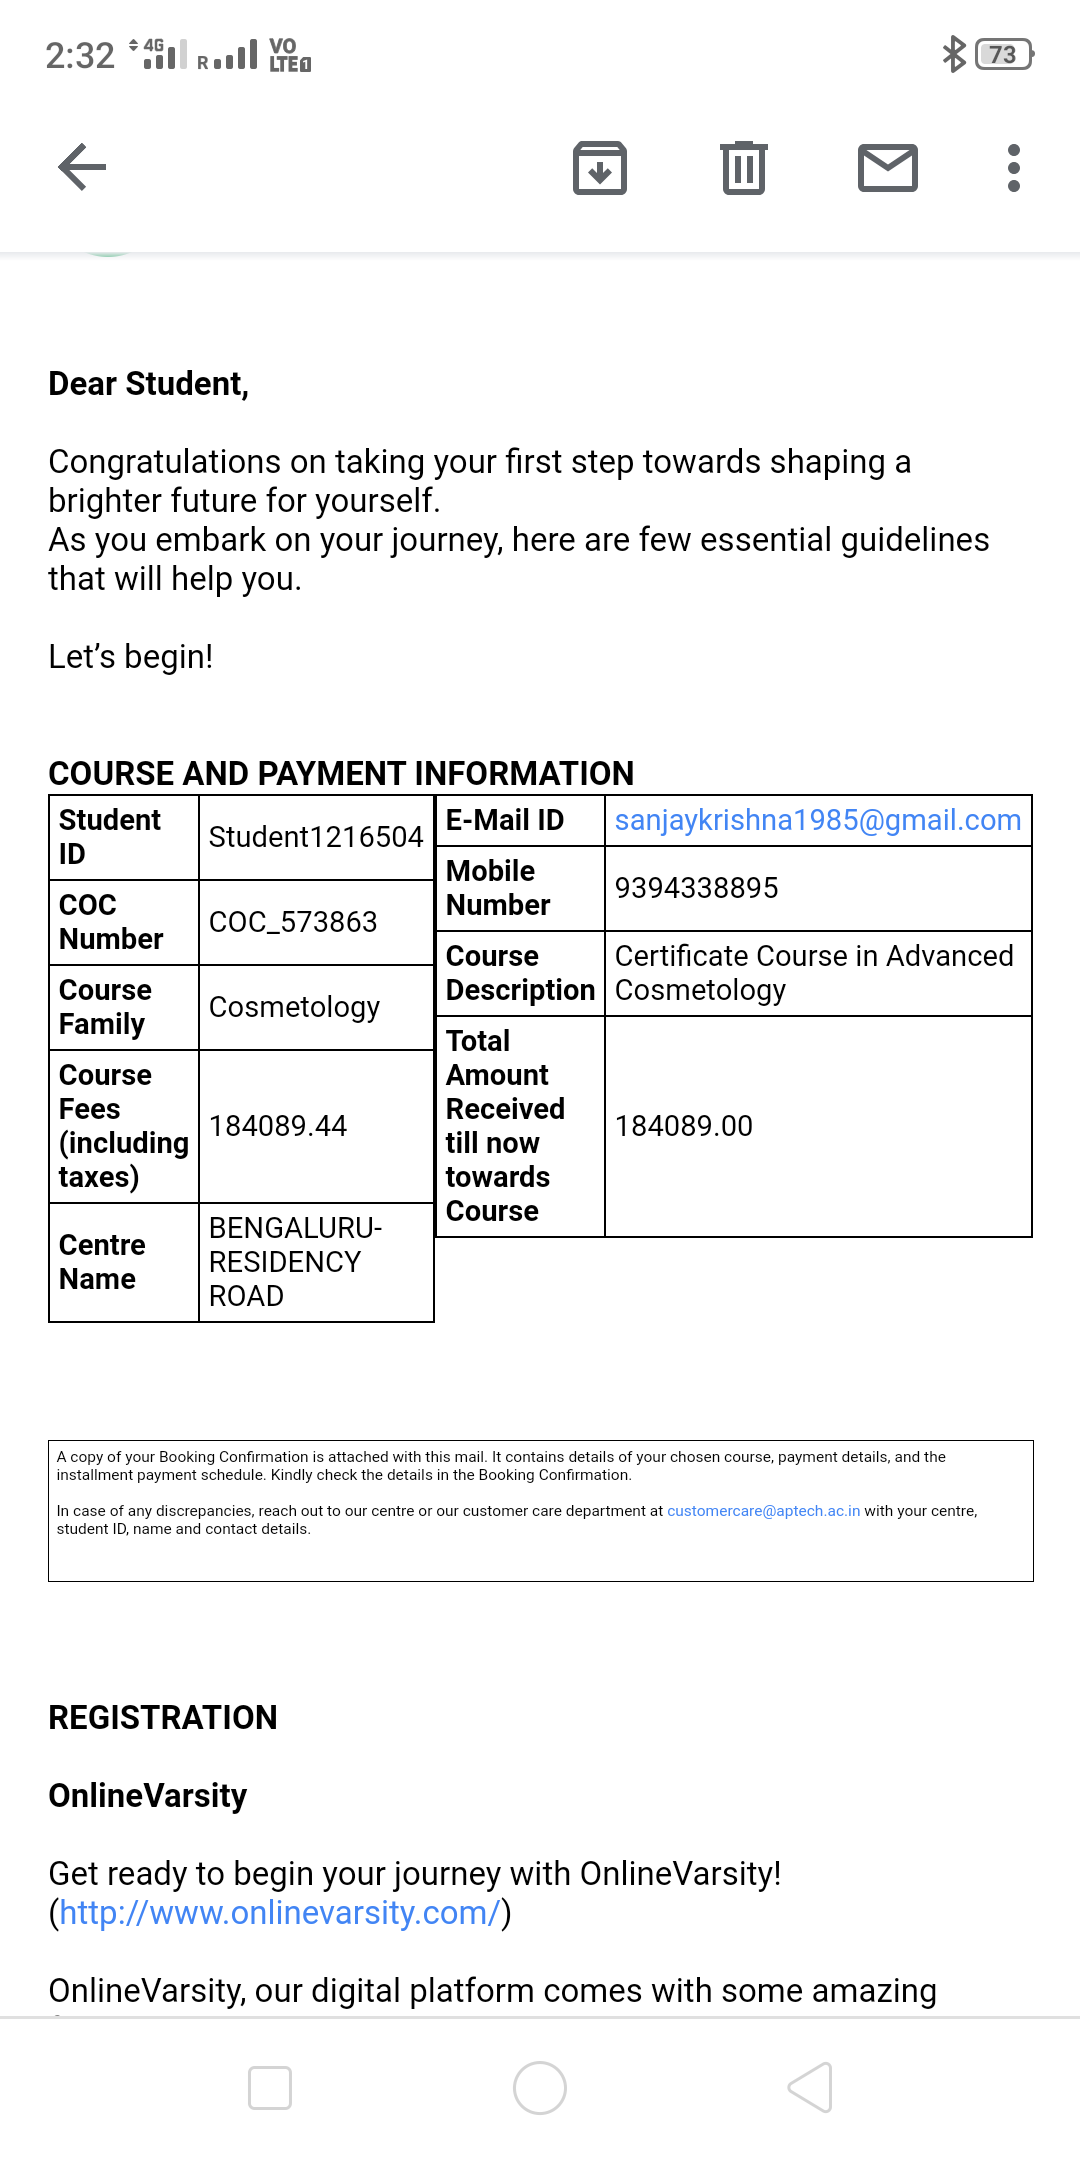 2:32 4G R VO LTE1 73
Dear Student,
Congratulations on taking your first step towards shaping a
brighter future for yourself.
As you embark on your journey, here are few essential guidelines
that will help you.
Let’s begin!
COURSE AND PAYMENT INFORMATION
Student
ID
Student1216504
COC
Number
COC_573863
Course
Family
Cosmetology
Course
Fees
(including
taxes)
184089.44
Centre
Name
BENGALURU-
RESIDENCY
ROAD
E-Mail ID
sanjaykrishna1985@gmail.com
Mobile
Number
9394338895
Course
Description
Certificate Course in Advanced
Cosmetology
Total
Amount
Received
till now
towards
Course
184089.00
A copy of your Booking Confirmation is attached with this mail. It contains details of your chosen course, payment details, and the
installment payment schedule. Kindly check the details in the Booking Confirmation.
In case of any discrepancies, reach out to our centre or our customer care department at customercare@aptech.ac.in with your centre,
student ID, name and contact details.
REGISTRATION
OnlineVarsity
Get ready to begin your journey with OnlineVarsity!
(http://www.onlinevarsity.com/)
OnlineVarsity, our digital platform comes with some amazing